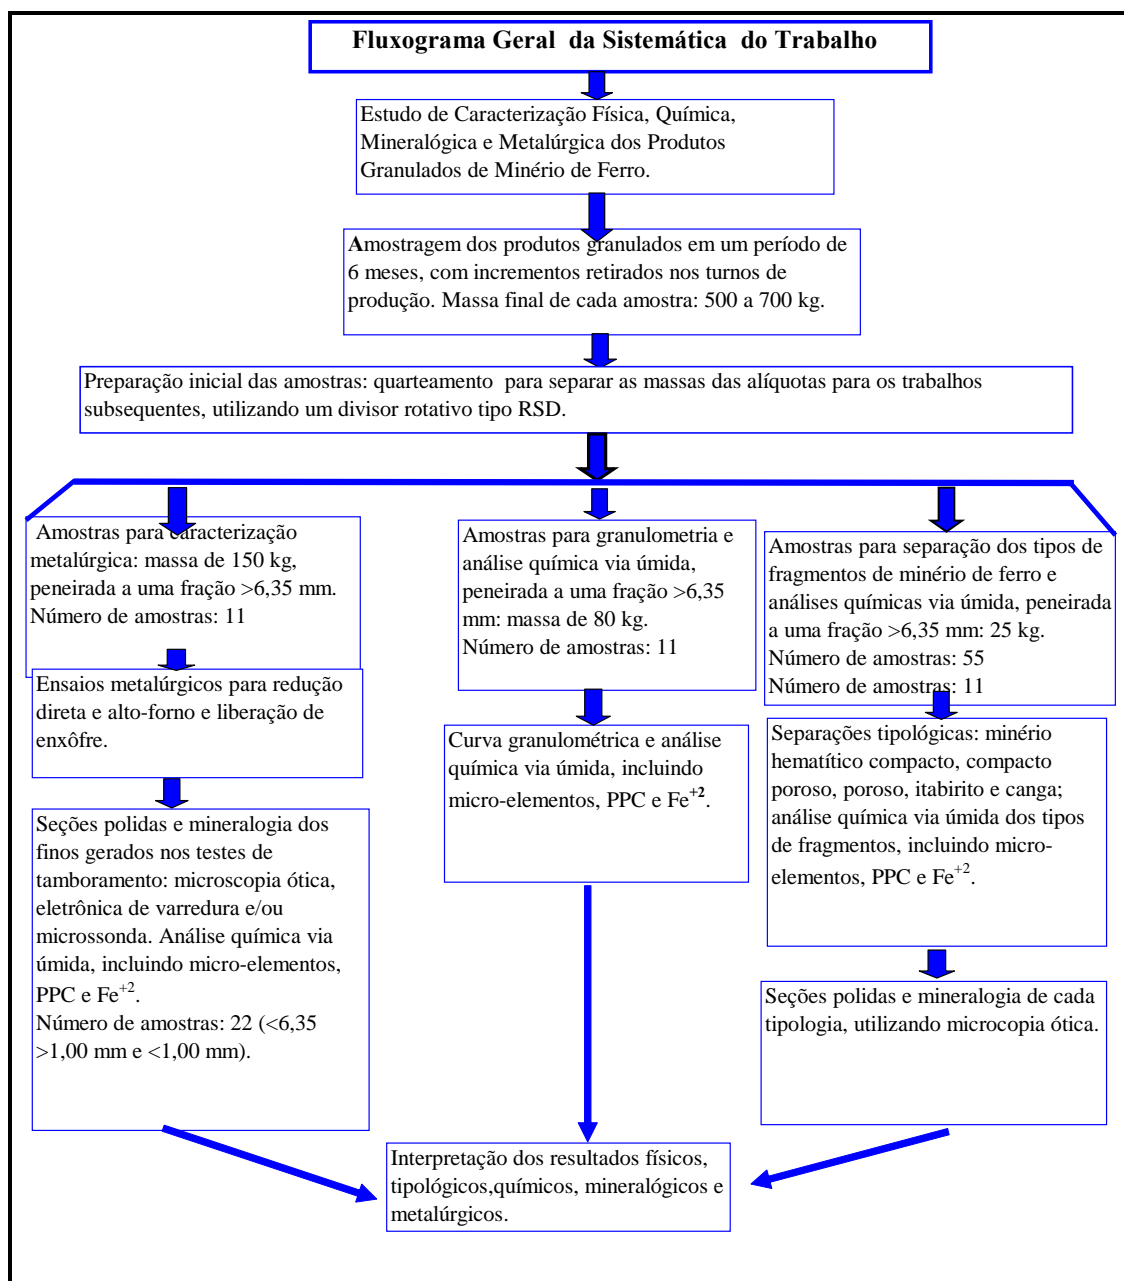 Fluxograma Geral da Sistemática do Trabalho
Estudo de Caracterização Física, Química,
Mineralógica e Metalúrgica dos Produtos
Granulados de Minério de Ferro.
Amostragem dos produtos granulados em um período de
6 meses, com incrementos retirados nos turnos de
produção. Massa final de cada amostra: 500 a 700 kg.
Preparação inicial das amostras: quarteamento para separar as massas das alíquotas para os trabalhos
subsequentes, utilizando um divisor rotativo tipo RSD.
Amostras para caracterização
metalúrgica: massa de 150 kg,
peneirada a uma fração >6,35 mm.
Número de amostras: 11
Ensaios metalúrgicos para redução
direta e alto-forno e liberação de
enxôfre.
Seções polidas e mineralogia dos
finos gerados nos testes de
tamboramento: microscopia ótica,
eletrônica de varredura e/ou
microssonda. Análise química via
úmida, incluindo micro-elementos,
PPC e Fe⁺².
Número de amostras: 22 (<6,35
>1,00 mm e <1,00 mm).
Amostras para granulometria e
análise química via úmida,
peneirada a uma fração >6,35
mm: massa de 80 kg.
Número de amostras: 11
Curva granulométrica e análise
química via úmida, incluindo
micro-elementos, PPC e Fe⁺².
Amostras para separação dos tipos de
fragmentos de minério de ferro e
análises químicas via úmida, peneirada
a uma fração >6,35 mm: 25 kg.
Número de amostras: 55
Número de amostras: 11
Separações tipológicas: minério
hematítico compacto, compacto
poroso, poroso, itabirito e canga;
análise química via úmida dos tipos
de fragmentos, incluindo micro-
elementos, PPC e Fe⁺².
Seções polidas e mineralogia de cada
tipologia, utilizando microcopia ótica.
Interpretação dos resultados físicos,
tipológicos,químicos, mineralógicos e
metalúrgicos.